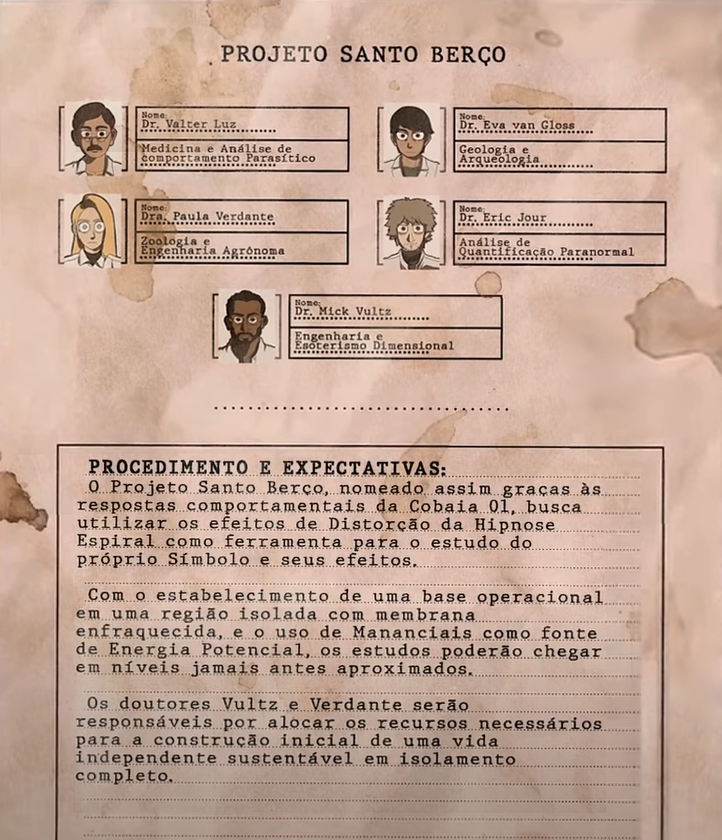 PROJETO SANTO BERÇO
Nome:
Dr. Valter Luz
Medicina e Análise de
comportamento Parasítico
Nome:
Dr. Eva van Gloss
Geologia e
Arqueologia
Nome:
Dra. Paula Verdante
Zoologia e
Engenharia Agrônoma
Nome:
Dr. Eric Jour
Análise de
Quantificação Paranormal
Nome:
Dr. Mick Vultz
Engenharia e
Esoterismo Dimensional
PROCEDIMENTO E EXPECTATIVAS:
O Projeto Santo Berço, nomeado assim graças às
respostas comportamentais da Cobaia 01, busca
utilizar os efeitos de Distorção da Hipnose
Espiral como ferramenta para o estudo do
próprio Símbolo e seus efeitos.
Com o estabelecimento de uma base operacional
em uma região isolada com membrana
enfraquecida, e o uso de Mananciais como fonte
de Energia Potencial, os estudos poderão chegar
em níveis jamais antes aproximados.
Os doutores Vultz e Verdante serão
responsáveis por alocar os recursos necessários
para a construção inicial de uma vida
independente sustentável em isolamento
completo.